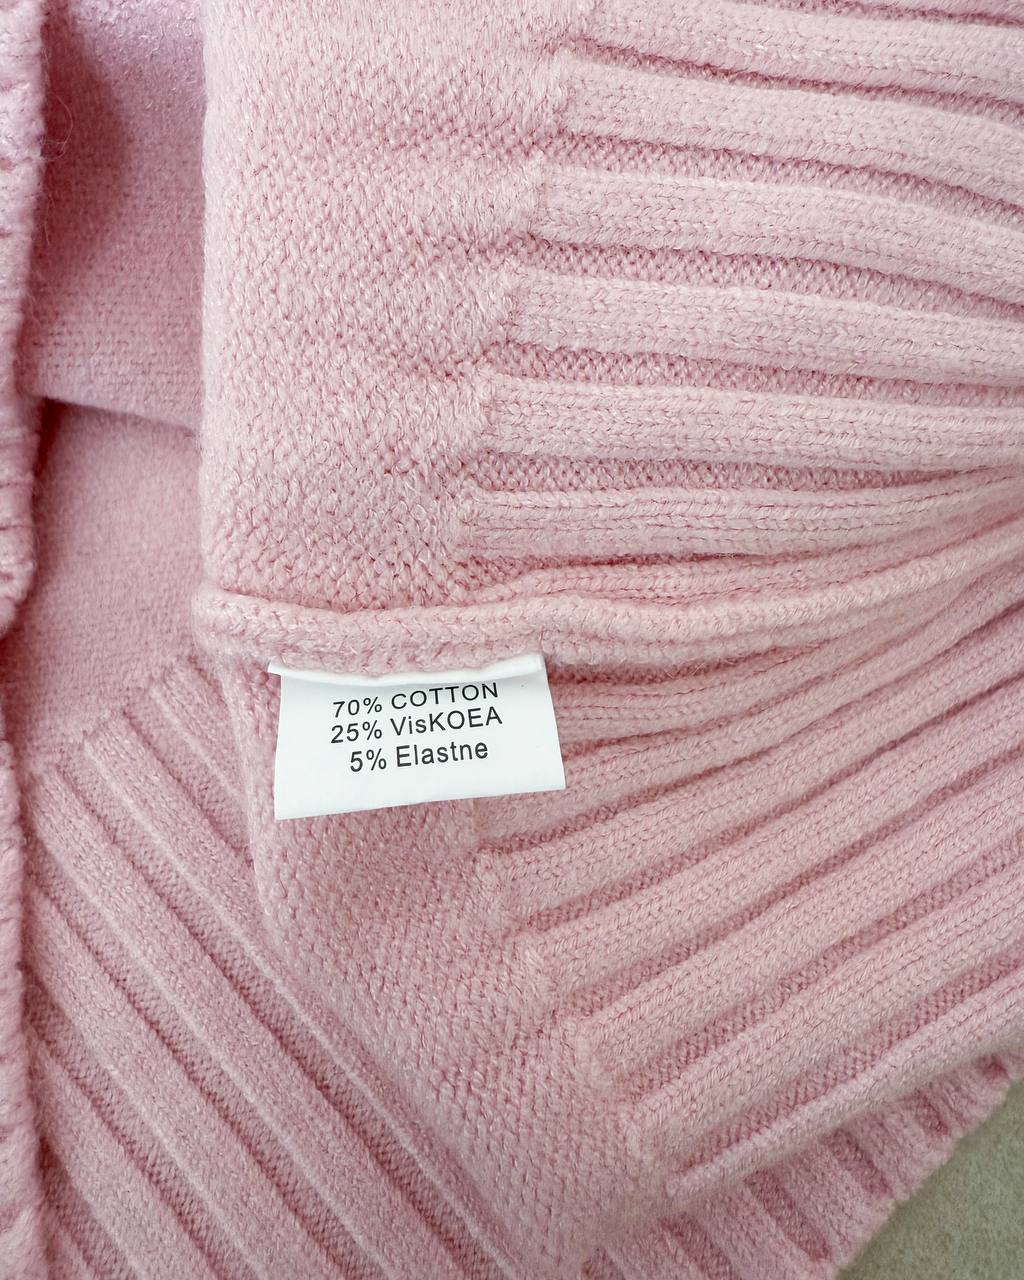 70% COTTON
25% VisKOEA
5% Elastne